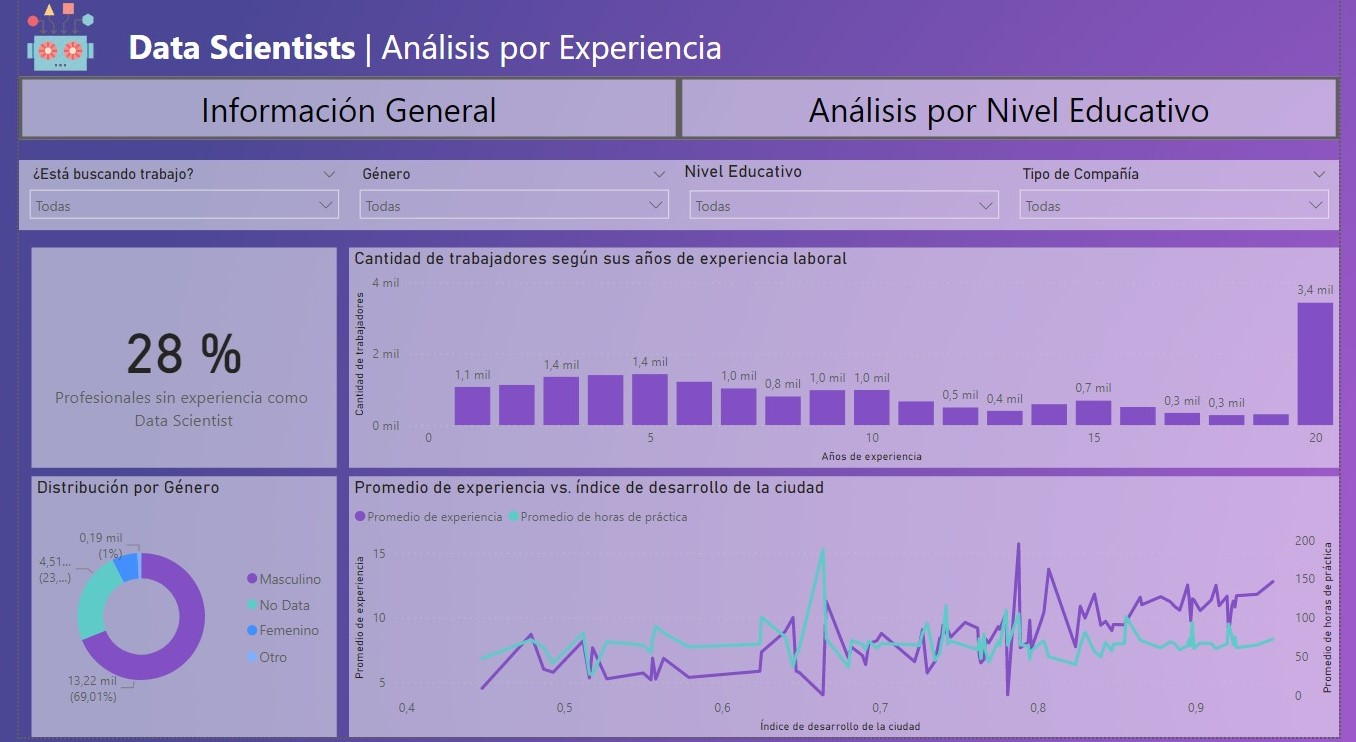 Data Scientists | Análisis por Experiencia
Información General
Análisis por Nivel Educativo
¿Está buscando trabajo?
Todas
Género
Todas
Nivel Educativo
Todas
Tipo de Compañía
Todas
28 %
Profesionales sin experiencia como
Data Scientist
Cantidad de trabajadores según sus años de experiencia laboral
Cantidad de trabajadores
4 mil
2 mil
0 mil
1,1 mil
1,4 mil
1,4 mil
1,0 mil
0,8 mil
1,0 mil
1,0 mil
0,5 mil
0,4 mil
0,7 mil
0,3 mil
0,3 mil
3,4 mil
0
5
10
15
20
Años de experiencia
Distribución por Género
0,19 mil
(1%)
4,51...
(23,...)
13,22 mil
(69,01%)
Masculino
No Data
Femenino
Otro
Promedio de experiencia vs. índice de desarrollo de la ciudad
Promedio de experiencia
Promedio de horas de práctica
Promedio de experiencia
15
10
5
200
150
100
50
0
Promedio de horas de práctica
0,4
0,5
0,6
0,7
0,8
0,9
Índice de desarrollo de la ciudad